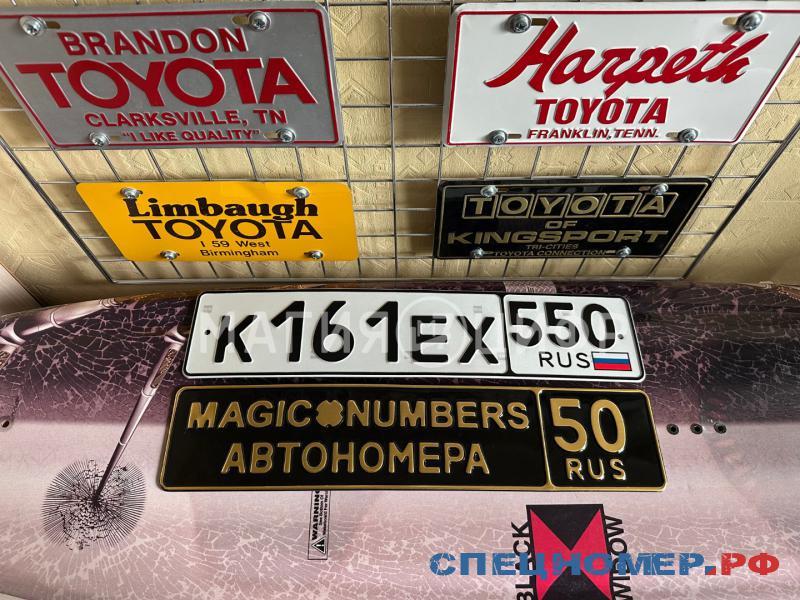 BRANDON
TOYOTA
CLARKSVILLE, TN
"I LIKE QUALITY"
Harpeth
TOYOTA
FRANKLIN, TENN.
Limbaugh
TOYOTA
I 59 West
Birmingham
TOYOTA
OF
KINGSPORT
TRI-CITIES
TOYOTA CONNECTION
К161ЕХ 550
RUS
MAGIC NUMBERS
АВТОНОМЕРА
50
RUS
WARNING
BLACK
WIDOW
СПЕЦНОМЕР.РФ